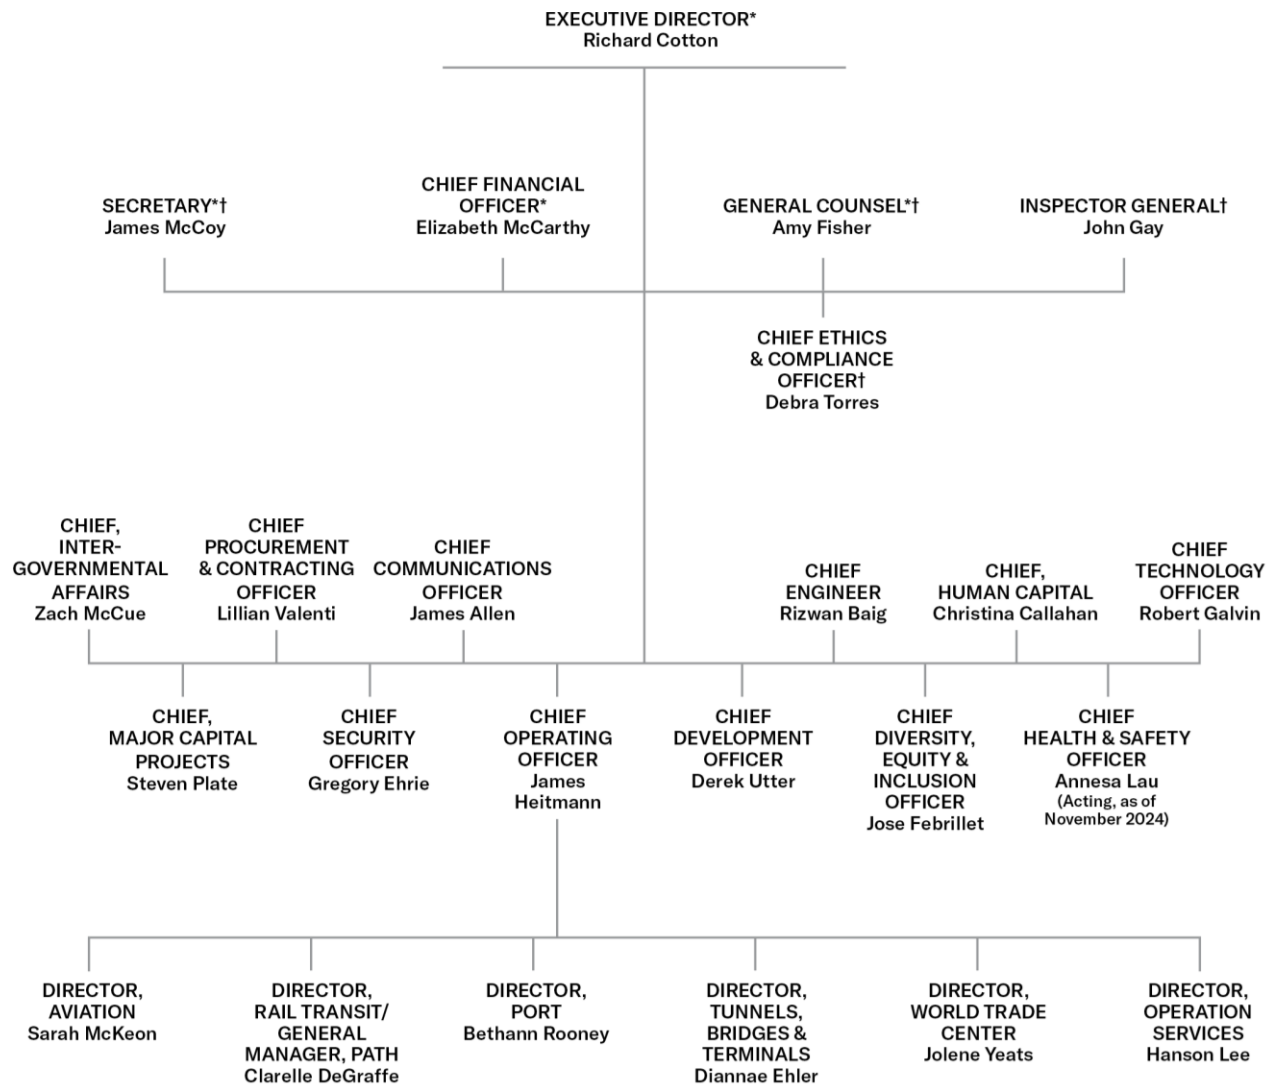 EXECUTIVE DIRECTOR*
Richard Cotton
SECRETARY*†
James McCoy
CHIEF FINANCIAL
OFFICER*
Elizabeth McCarthy
GENERAL COUNSEL*†
Amy Fisher
INSPECTOR GENERAL†
John Gay
CHIEF ETHICS
& COMPLIANCE
OFFICER†
Debra Torres
CHIEF,
INTER-
GOVERNMENTAL
AFFAIRS
Zach McCue
CHIEF
PROCUREMENT
& CONTRACTING
OFFICER
Lillian Valenti
CHIEF
COMMUNICATIONS
OFFICER
James Allen
CHIEF
ENGINEER
Rizwan Baig
CHIEF,
HUMAN CAPITAL
Christina Callahan
CHIEF
TECHNOLOGY
OFFICER
Robert Galvin
CHIEF,
MAJOR CAPITAL
PROJECTS
Steven Plate
CHIEF
SECURITY
OFFICER
Gregory Ehrie
CHIEF
OPERATING
OFFICER
James
Heitmann
CHIEF
DEVELOPMENT
OFFICER
Derek Utter
CHIEF
DIVERSITY,
EQUITY &
INCLUSION
OFFICER
Jose Febrillet
CHIEF
HEALTH & SAFETY
OFFICER
Annesa Lau
(Acting, as of
November 2024)
DIRECTOR,
AVIATION
Sarah McKeon
DIRECTOR,
RAIL TRANSIT/
GENERAL
MANAGER, PATH
Clarelle DeGraffe
DIRECTOR,
PORT
Bethann Rooney
DIRECTOR,
TUNNELS,
BRIDGES &
TERMINALS
Diannae Ehler
DIRECTOR,
WORLD TRADE
CENTER
Jolene Yeats
DIRECTOR,
OPERATION
SERVICES
Hanson Lee